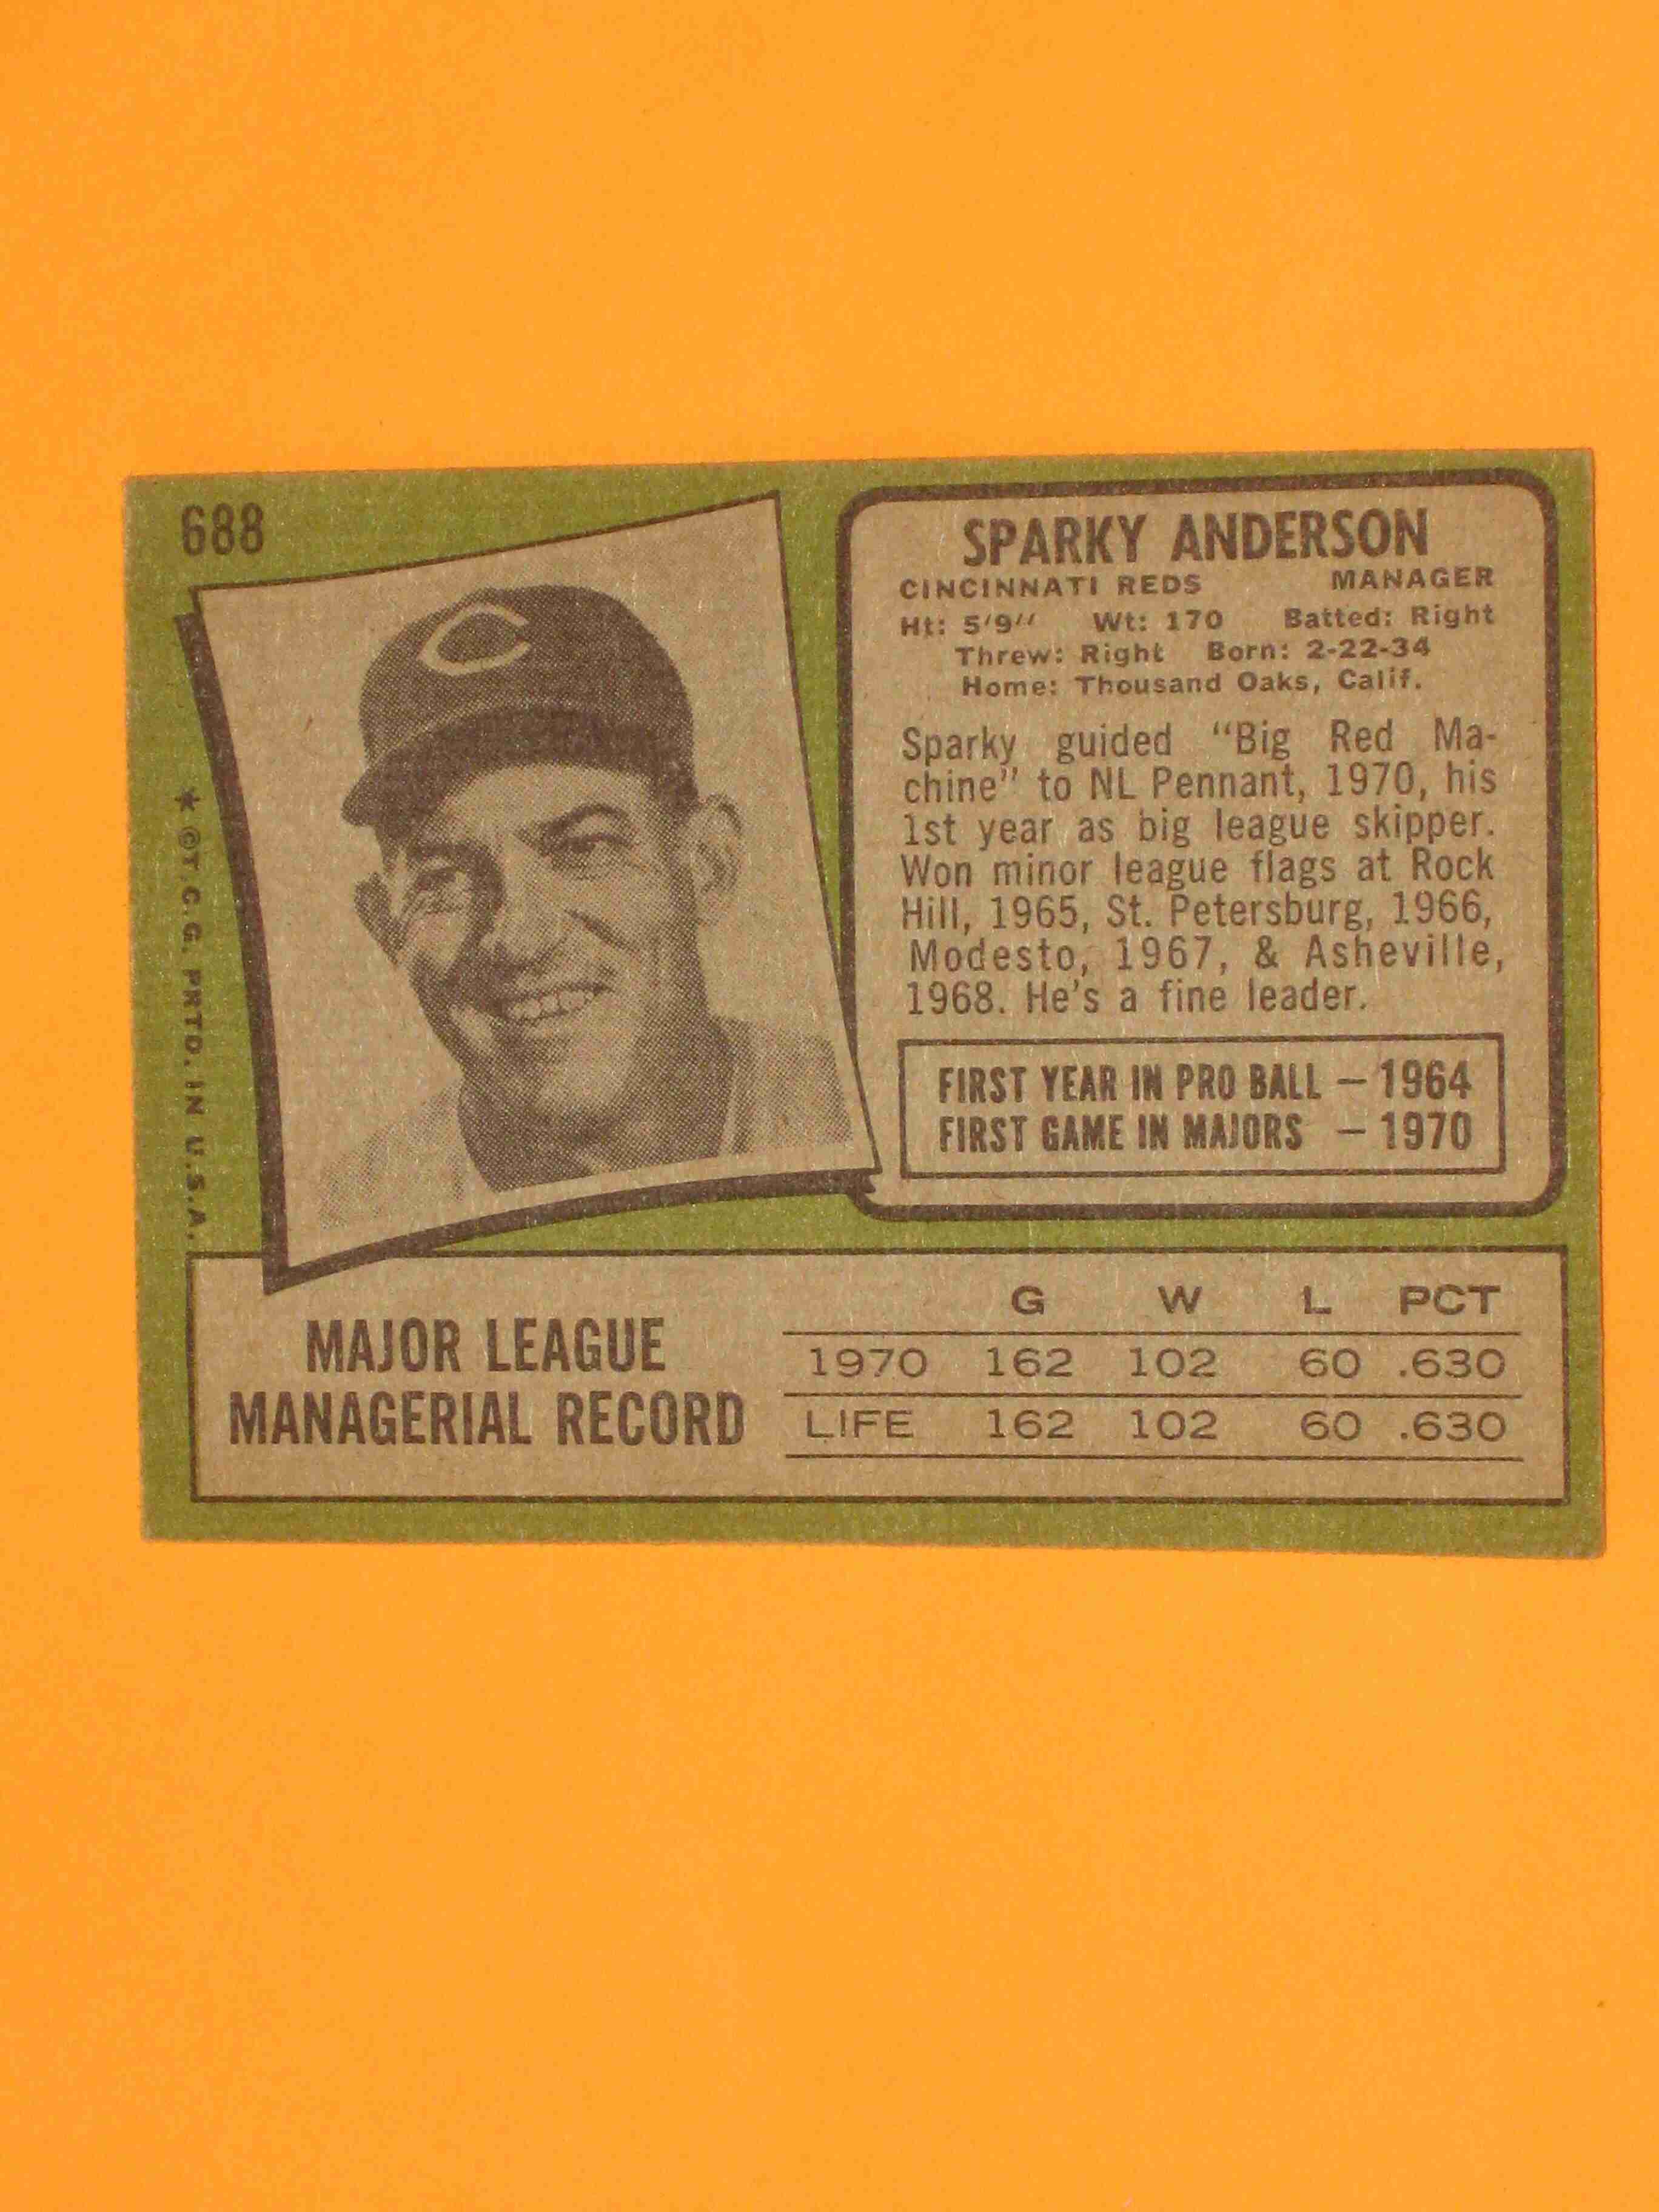 688
SPARKY ANDERSON
CINCINNATI REDS MANAGER
Ht: 5'9" Wt: 170 Batted: Right
Threw: Right Born: 2-22-34
Home: Thousand Oaks, Calif.
Sparky guided "Big Red Ma-
chine" to NL Pennant, 1970, his
1st year as big league skipper.
Won minor league flags at Rock
Hill, 1965, St. Petersburg, 1966,
Modesto, 1967, & Asheville,
1968. He's a fine leader.
FIRST YEAR IN PRO BALL — 1964
FIRST GAME IN MAJORS — 1970
* ©T.C.G. PRTD. IN U.S.A.
C
MAJOR LEAGUE
MANAGERIAL RECORD
G W L PCT
1970 162 102 60 .630
LIFE 162 102 60 .630